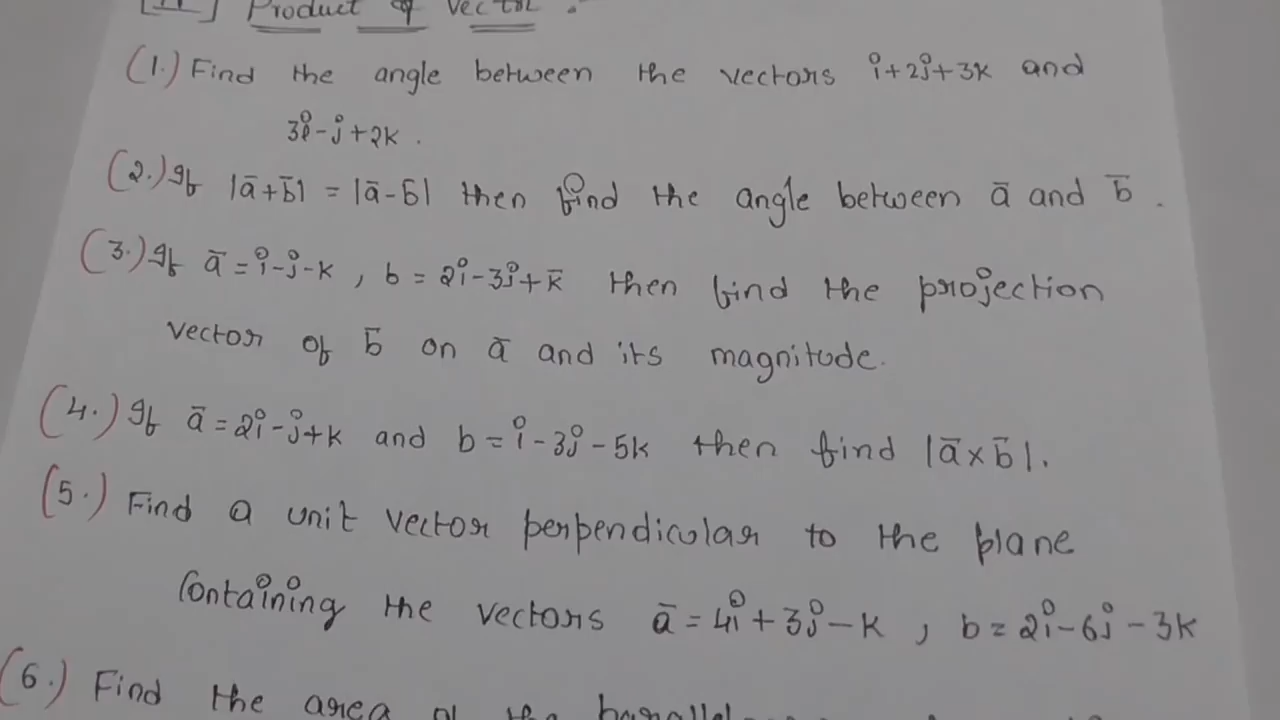 Product of Vector .
(1.) Find the angle between the vectors i+2j+3k and
3i-j+2k .
(2.) If |ā+b̄| = |ā-b̄| then find the angle between ā and b̄ .
(3.) If ā = i-j-k , b = 2i-3j+k̄ then find the projection
vector of b̄ on ā and its magnitude.
(4.) If ā = 2i-j+k and b = i-3j-5k then find |ā×b̄|.
(5.) Find a unit vector perpendicular to the plane
Containing the vectors ā = 4i+3j-k , b = 2i-6j-3k
(6.) Find the area of the